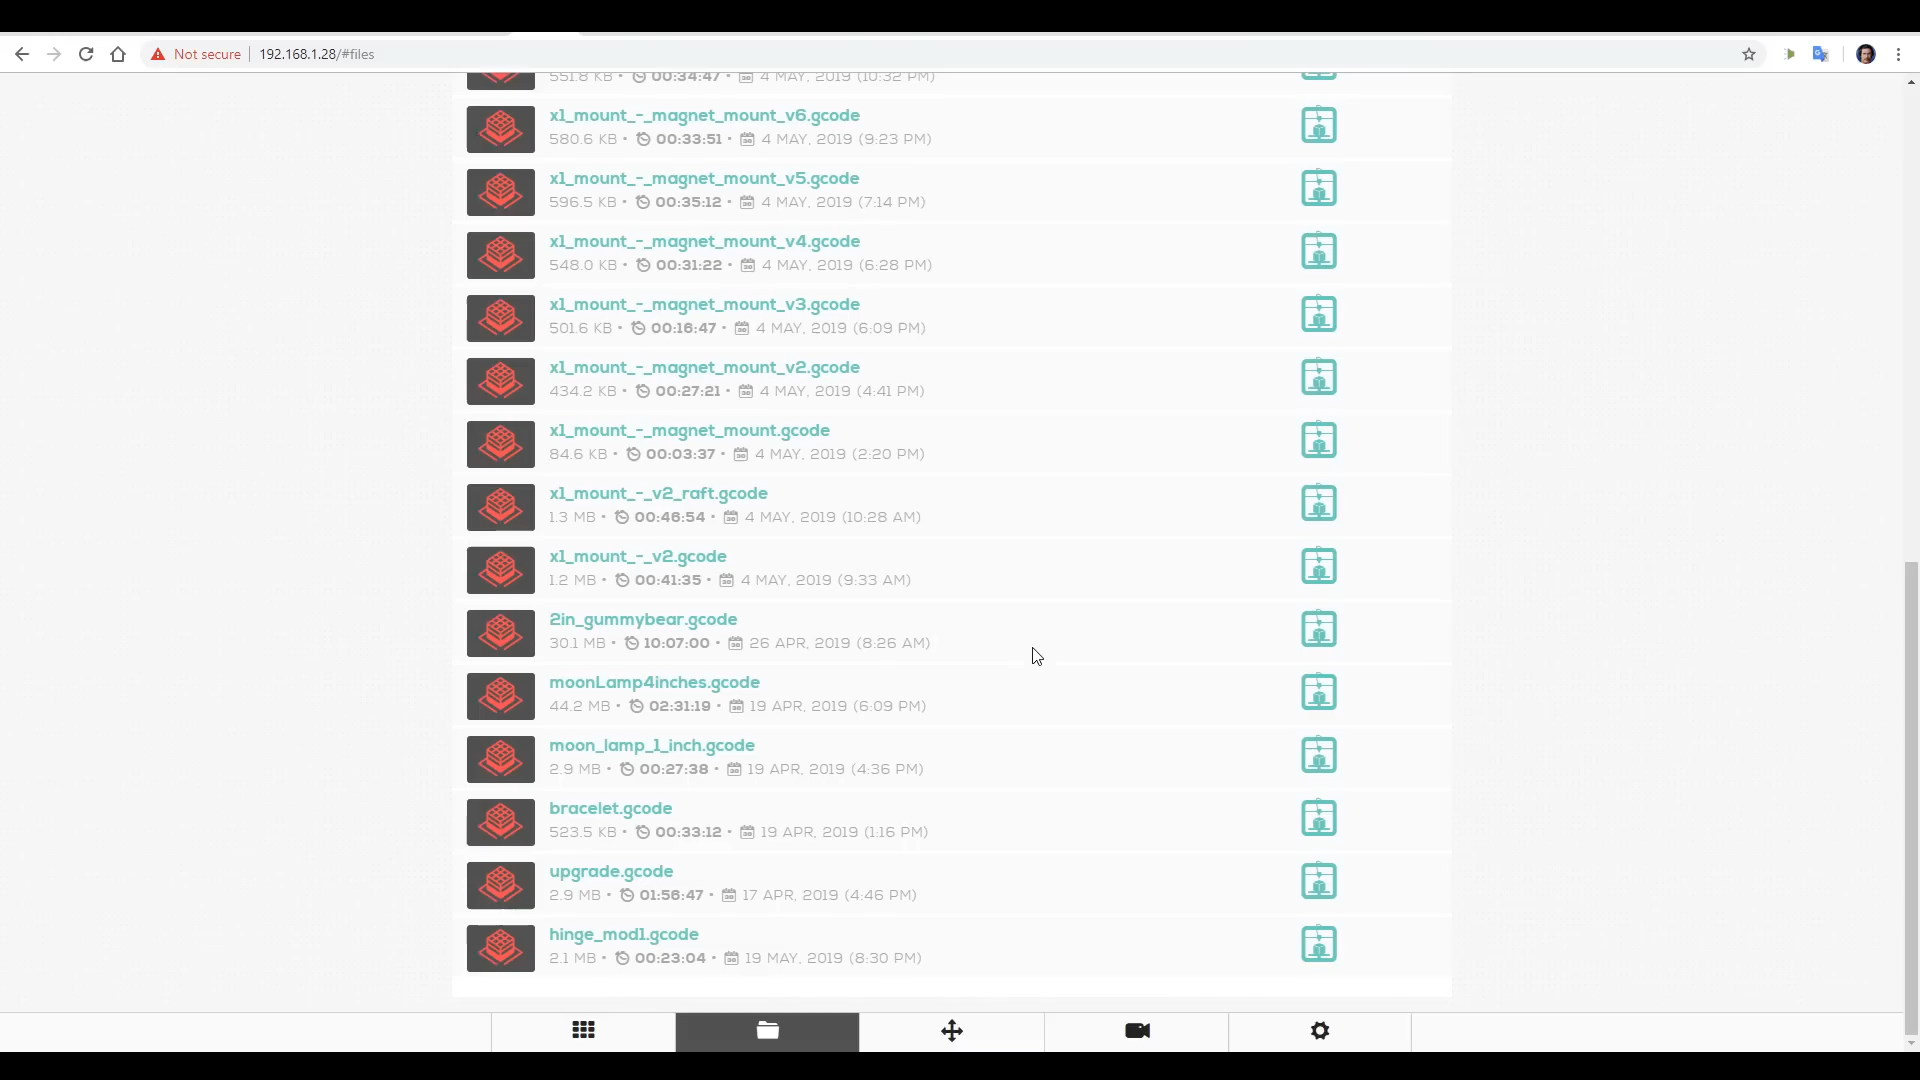 Not secure | 192.168.1.28/#files
551.8 KB • 00:34:47 • 4 MAY, 2019 (10:32 PM)
x1_mount_-_magnet_mount_v6.gcode
580.6 KB • 00:33:51 • 4 MAY, 2019 (9:23 PM)
x1_mount_-_magnet_mount_v5.gcode
596.5 KB • 00:35:12 • 4 MAY, 2019 (7:14 PM)
x1_mount_-_magnet_mount_v4.gcode
548.0 KB • 00:31:22 • 4 MAY, 2019 (6:28 PM)
x1_mount_-_magnet_mount_v3.gcode
501.6 KB • 00:16:47 • 4 MAY, 2019 (6:09 PM)
x1_mount_-_magnet_mount_v2.gcode
434.2 KB • 00:27:21 • 4 MAY, 2019 (4:41 PM)
x1_mount_-_magnet_mount.gcode
84.6 KB • 00:03:37 • 4 MAY, 2019 (2:20 PM)
x1_mount_-_v2_raft.gcode
1.3 MB • 00:46:54 • 4 MAY, 2019 (10:28 AM)
x1_mount_-_v2.gcode
1.2 MB • 00:41:35 • 4 MAY, 2019 (9:33 AM)
2in_gummybear.gcode
30.1 MB • 10:07:00 • 26 APR, 2019 (8:26 AM)
moonLamp4inches.gcode
44.2 MB • 02:31:19 • 19 APR, 2019 (6:09 PM)
moon_lamp_1_inch.gcode
2.9 MB • 00:27:38 • 19 APR, 2019 (4:36 PM)
bracelet.gcode
523.5 KB • 00:33:12 • 19 APR, 2019 (1:16 PM)
upgrade.gcode
2.9 MB • 01:56:47 • 17 APR, 2019 (4:46 PM)
hinge_mod1.gcode
2.1 MB • 00:23:04 • 19 MAY, 2019 (8:30 PM)